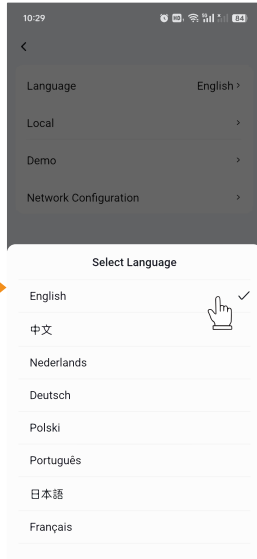 10:29
HD
84
Language English
Local
Demo
Network Configuration
Select Language
English
中文
Nederlands
Deutsch
Polski
Português
日本語
Français